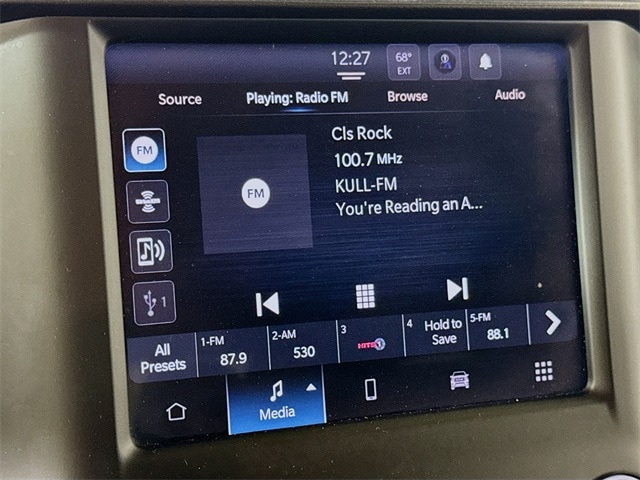 12:27
68°
EXT
Source Playing: Radio FM Browse Audio
FM
FM
Cls Rock
100.7 MHz
KULL-FM
You're Reading an A...
1
All
Presets
1-FM
87.9
2-AM
530
3
HITS 1
4
Hold to
Save
5-FM
88.1
Media